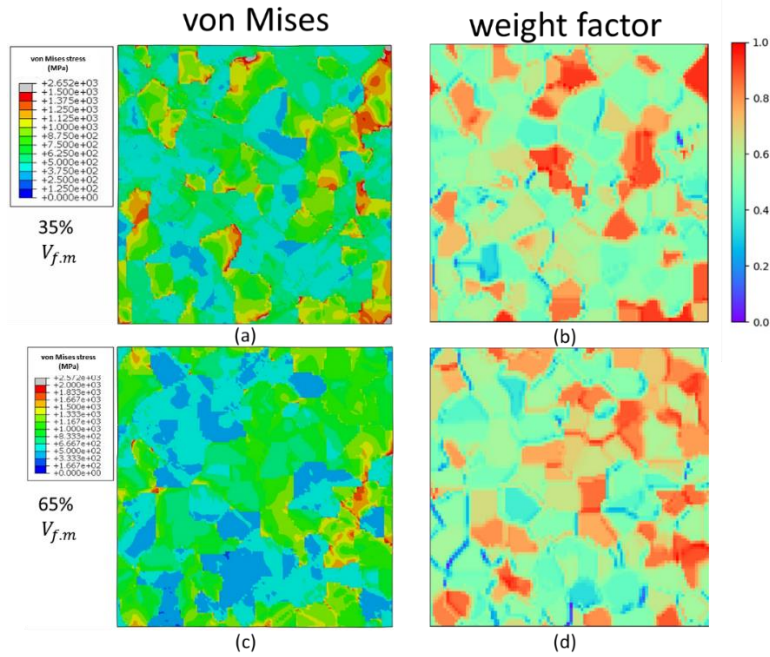 von Mises
weight factor
von Mises stress
(MPa)
+2.652e+03
+1.500e+03
+1.375e+03
+1.250e+03
+1.125e+03
+1.000e+03
+8.750e+02
+7.500e+02
+6.250e+02
+5.000e+02
+3.750e+02
+2.500e+02
+1.250e+02
+0.000e+00
35%
V_{f.m}
1.0
0.8
0.6
0.4
0.2
0.0
(a)
(b)
von Mises stress
(MPa)
+2.572e+03
+2.000e+03
+1.833e+03
+1.667e+03
+1.500e+03
+1.333e+03
+1.167e+03
+1.000e+03
+8.333e+02
+6.667e+02
+5.000e+02
+3.333e+02
+1.667e+02
+0.000e+00
65%
V_{f.m}
(c)
(d)